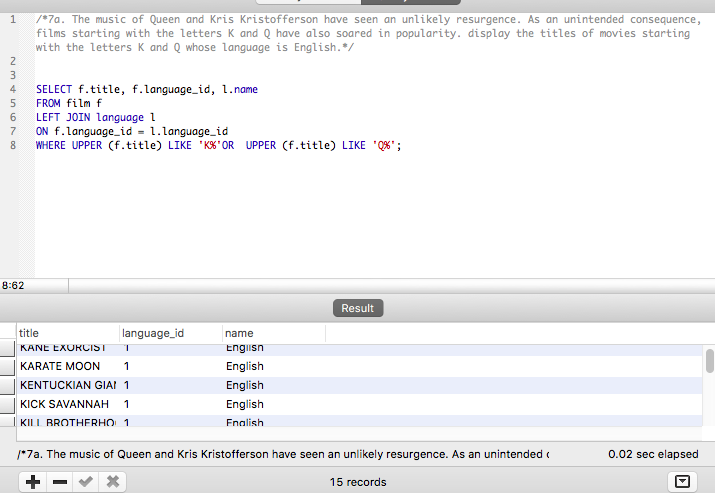 1 /*7a. The music of Queen and Kris Kristofferson have seen an unlikely resurgence. As an unintended consequence,
films starting with the letters K and Q have also soared in popularity. display the titles of movies starting
with the letters K and Q whose language is English.*/
2
3
4 SELECT f.title, f.language_id, l.name
5 FROM film f
6 LEFT JOIN language l
7 ON f.language_id = l.language_id
8 WHERE UPPER (f.title) LIKE 'K%'OR  UPPER (f.title) LIKE 'Q%';
8:62
Result
title language_id name
KANE EXORCIST 1 English
KARATE MOON 1 English
KENTUCKIAN GIA 1 English
KICK SAVANNAH 1 English
KILL BROTHERHO 1 English
/*7a. The music of Queen and Kris Kristofferson have seen an unlikely resurgence. As an unintended c 0.02 sec elapsed
15 records